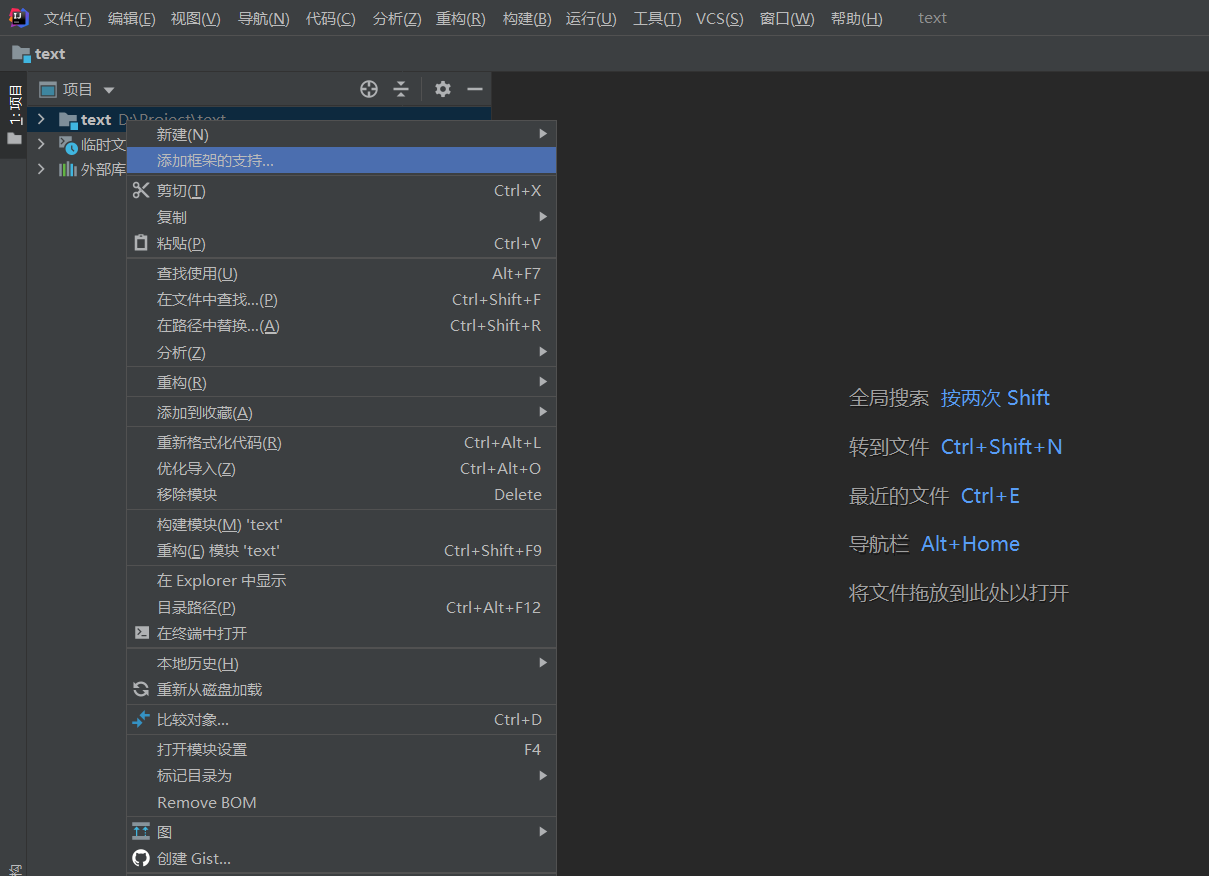 文件(F) 编辑(E) 视图(V) 导航(N) 代码(C) 分析(Z) 重构(R) 构建(B) 运行(U) 工具(T) VCS(S) 窗口(W) 帮助(H) text
text
1: 项目
项目
text D:\Project\text
临时文
外部库
新建(N)
添加框架的支持...
剪切(T) Ctrl+X
复制
粘贴(P) Ctrl+V
查找使用(U) Alt+F7
在文件中查找...(P) Ctrl+Shift+F
在路径中替换...(A) Ctrl+Shift+R
分析(Z)
重构(R)
添加到收藏(A)
重新格式化代码(R) Ctrl+Alt+L
优化导入(Z) Ctrl+Alt+O
移除模块 Delete
构建模块(M) 'text'
重构(E) 模块 'text' Ctrl+Shift+F9
在 Explorer 中显示
目录路径(P) Ctrl+Alt+F12
在终端中打开
本地历史(H)
重新从磁盘加载
比较对象... Ctrl+D
打开模块设置 F4
标记目录为
Remove BOM
图
创建 Gist...
全局搜索 按两次 Shift
转到文件 Ctrl+Shift+N
最近的文件 Ctrl+E
导航栏 Alt+Home
将文件拖放到此处以打开
构